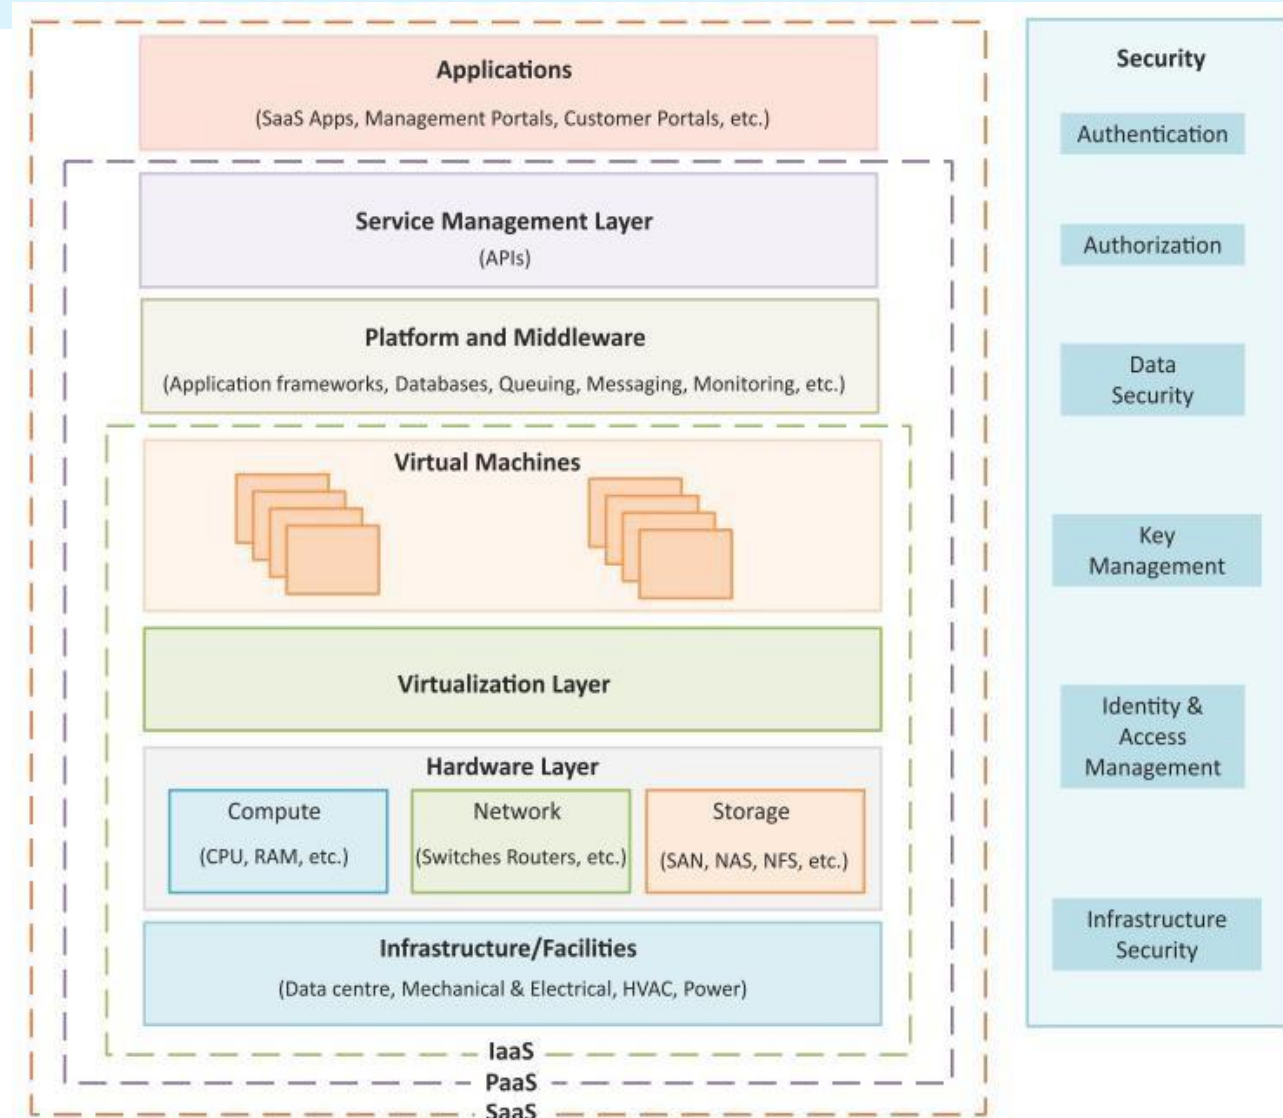 Applications
(SaaS Apps, Management Portals, Customer Portals, etc.)
Service Management Layer
(APIs)
Platform and Middleware
(Application frameworks, Databases, Queuing, Messaging, Monitoring, etc.)
Virtual Machines
Virtualization Layer
Hardware Layer
Compute
(CPU, RAM, etc.)
Network
(Switches Routers, etc.)
Storage
(SAN, NAS, NFS, etc.)
Infrastructure/Facilities
(Data centre, Mechanical & Electrical, HVAC, Power)
IaaS
PaaS
SaaS
Security
Authentication
Authorization
Data
Security
Key
Management
Identity &
Access
Management
Infrastructure
Security